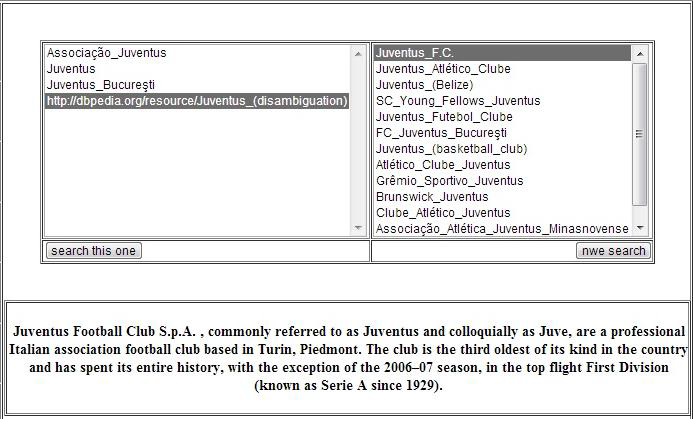 Associação_Juventus
Juventus
Juventus_Bucureşti
http://dbpedia.org/resource/Juventus_(disambiguation)
Juventus_F.C.
Juventus_Atlético_Clube
Juventus_(Belize)
SC_Young_Fellows_Juventus
Juventus_Futebol_Clube
FC_Juventus_Bucureşti
Juventus_(basketball_club)
Atlético_Clube_Juventus
Grêmio_Sportivo_Juventus
Brunswick_Juventus
Clube_Atlético_Juventus
Associação_Atlética_Juventus_Minasnovense
search this one
nwe search
Juventus Football Club S.p.A. , commonly referred to as Juventus and colloquially as Juve, are a professional
Italian association football club based in Turin, Piedmont. The club is the third oldest of its kind in the country
and has spent its entire history, with the exception of the 2006–07 season, in the top flight First Division
(known as Serie A since 1929).